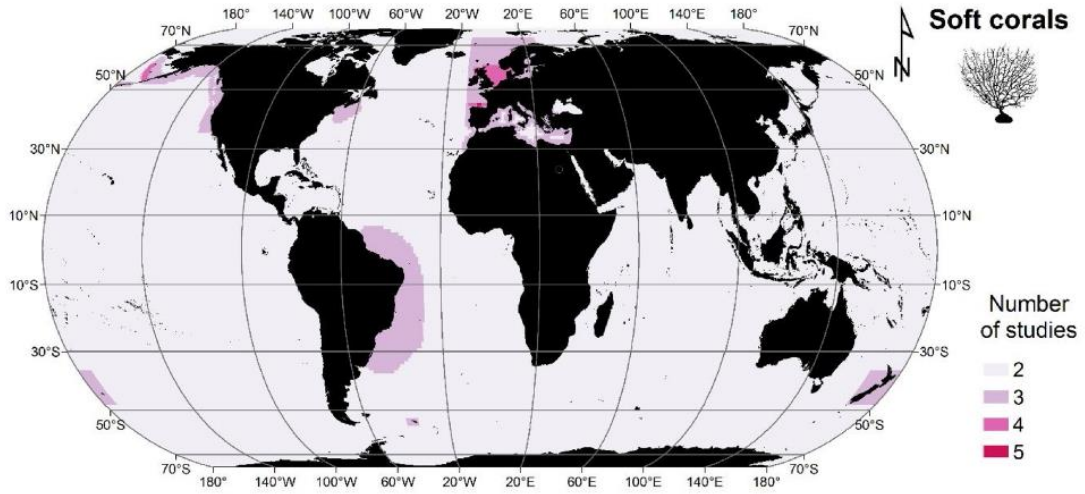 180° 140°W 100°W 60°W 20°W 20°E 60°E 100°E 140°E 180°
Soft corals
70°N 70°N
N
50°N 50°N
30°N 30°N
10°N 10°N
10°S 10°S
Number
of studies
30°S 30°S
2
3
50°S 50°S
4
5
70°S 70°S
180° 140°W 100°W 60°W 20°W 20°E 60°E 100°E 140°E 180°